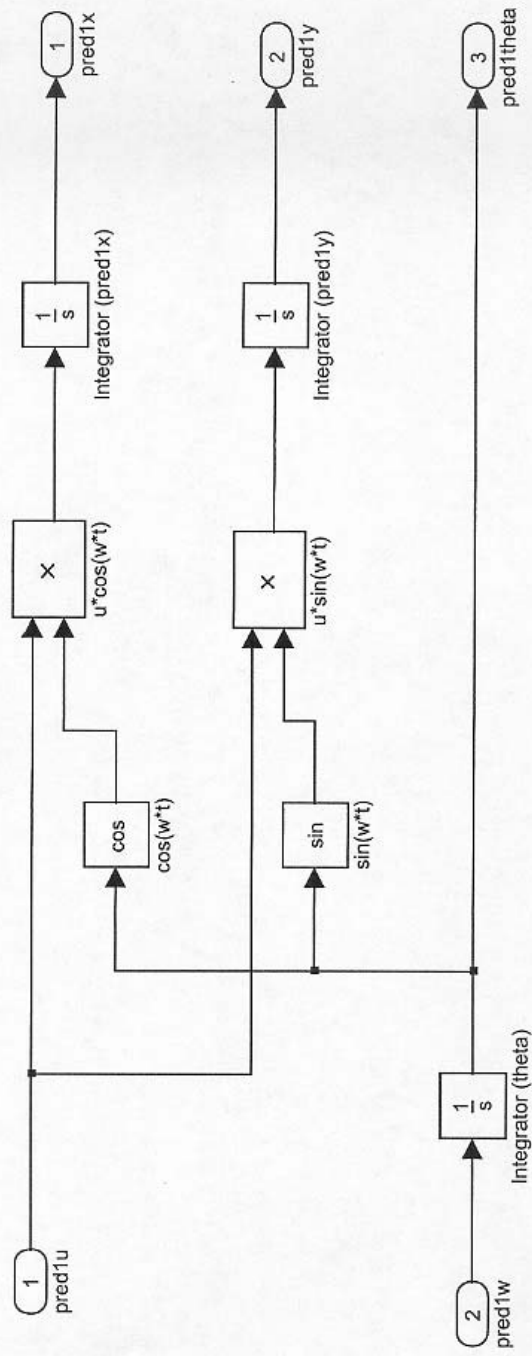 1
pred1u
cos
cos(w*t)
×
u*cos(w*t)
1
s
Integrator (pred1x)
1
pred1x
sin
sin(w*t)
×
u*sin(w*t)
1
s
Integrator (pred1y)
2
pred1y
2
pred1w
1
s
Integrator (theta)
3
pred1theta